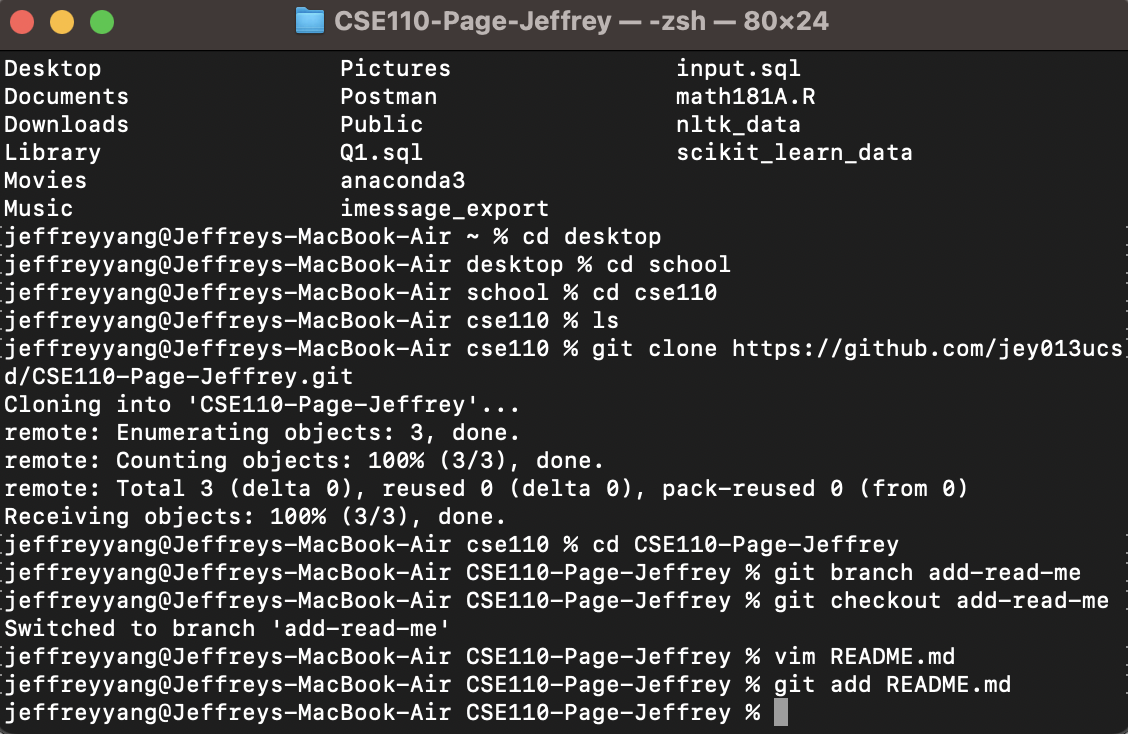 CSE110-Page-Jeffrey — -zsh — 80×24
Desktop Pictures input.sql
Documents Postman math181A.R
Downloads Public nltk_data
Library Q1.sql scikit_learn_data
Movies anaconda3
Music imessage_export
[jeffreyyang@Jeffreys-MacBook-Air ~ % cd desktop
[jeffreyyang@Jeffreys-MacBook-Air desktop % cd school
[jeffreyyang@Jeffreys-MacBook-Air school % cd cse110
[jeffreyyang@Jeffreys-MacBook-Air cse110 % ls
[jeffreyyang@Jeffreys-MacBook-Air cse110 % git clone https://github.com/jey013ucs]
d/CSE110-Page-Jeffrey.git
Cloning into 'CSE110-Page-Jeffrey'...
remote: Enumerating objects: 3, done.
remote: Counting objects: 100% (3/3), done.
remote: Total 3 (delta 0), reused 0 (delta 0), pack-reused 0 (from 0)
Receiving objects: 100% (3/3), done.
[jeffreyyang@Jeffreys-MacBook-Air cse110 % cd CSE110-Page-Jeffrey
[jeffreyyang@Jeffreys-MacBook-Air CSE110-Page-Jeffrey % git branch add-read-me
[jeffreyyang@Jeffreys-MacBook-Air CSE110-Page-Jeffrey % git checkout add-read-me
Switched to branch 'add-read-me'
[jeffreyyang@Jeffreys-MacBook-Air CSE110-Page-Jeffrey % vim README.md
[jeffreyyang@Jeffreys-MacBook-Air CSE110-Page-Jeffrey % git add README.md
jeffreyyang@Jeffreys-MacBook-Air CSE110-Page-Jeffrey %